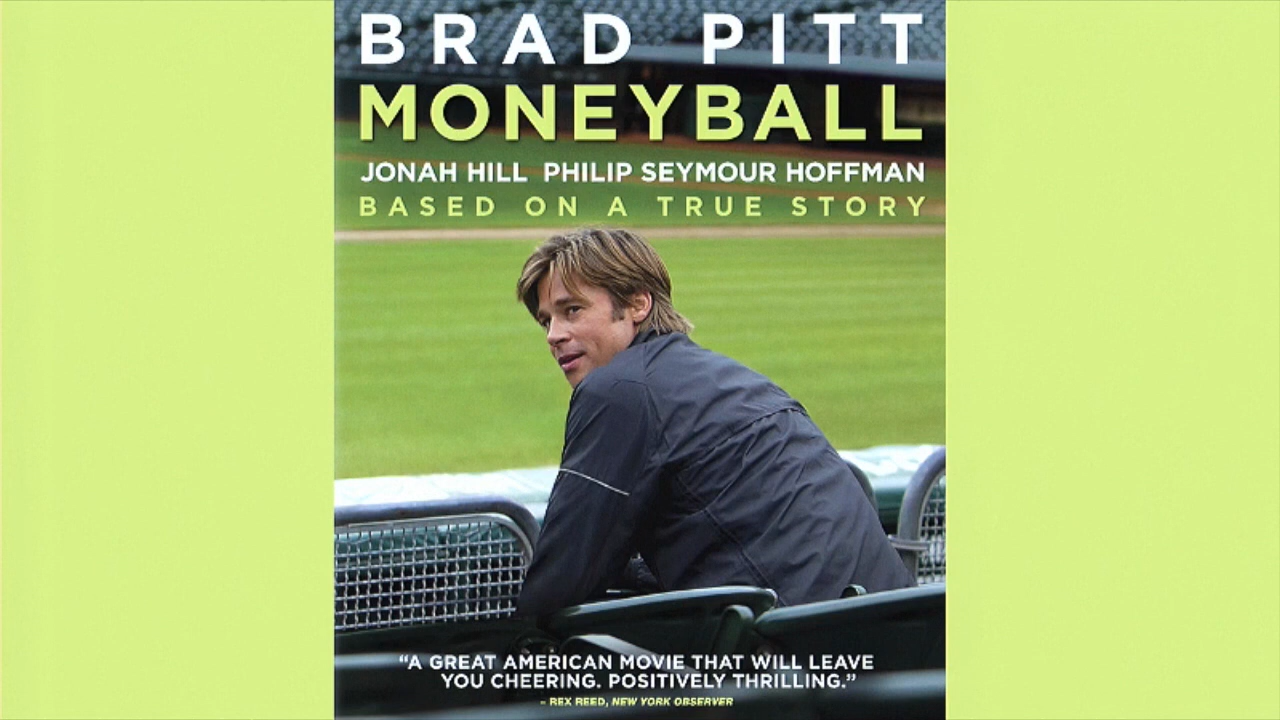 BRAD PITT
MONEYBALL
JONAH HILL PHILIP SEYMOUR HOFFMAN
BASED ON A TRUE STORY
“A GREAT AMERICAN MOVIE THAT WILL LEAVE
YOU CHEERING. POSITIVELY THRILLING.”
– REX REED, NEW YORK OBSERVER